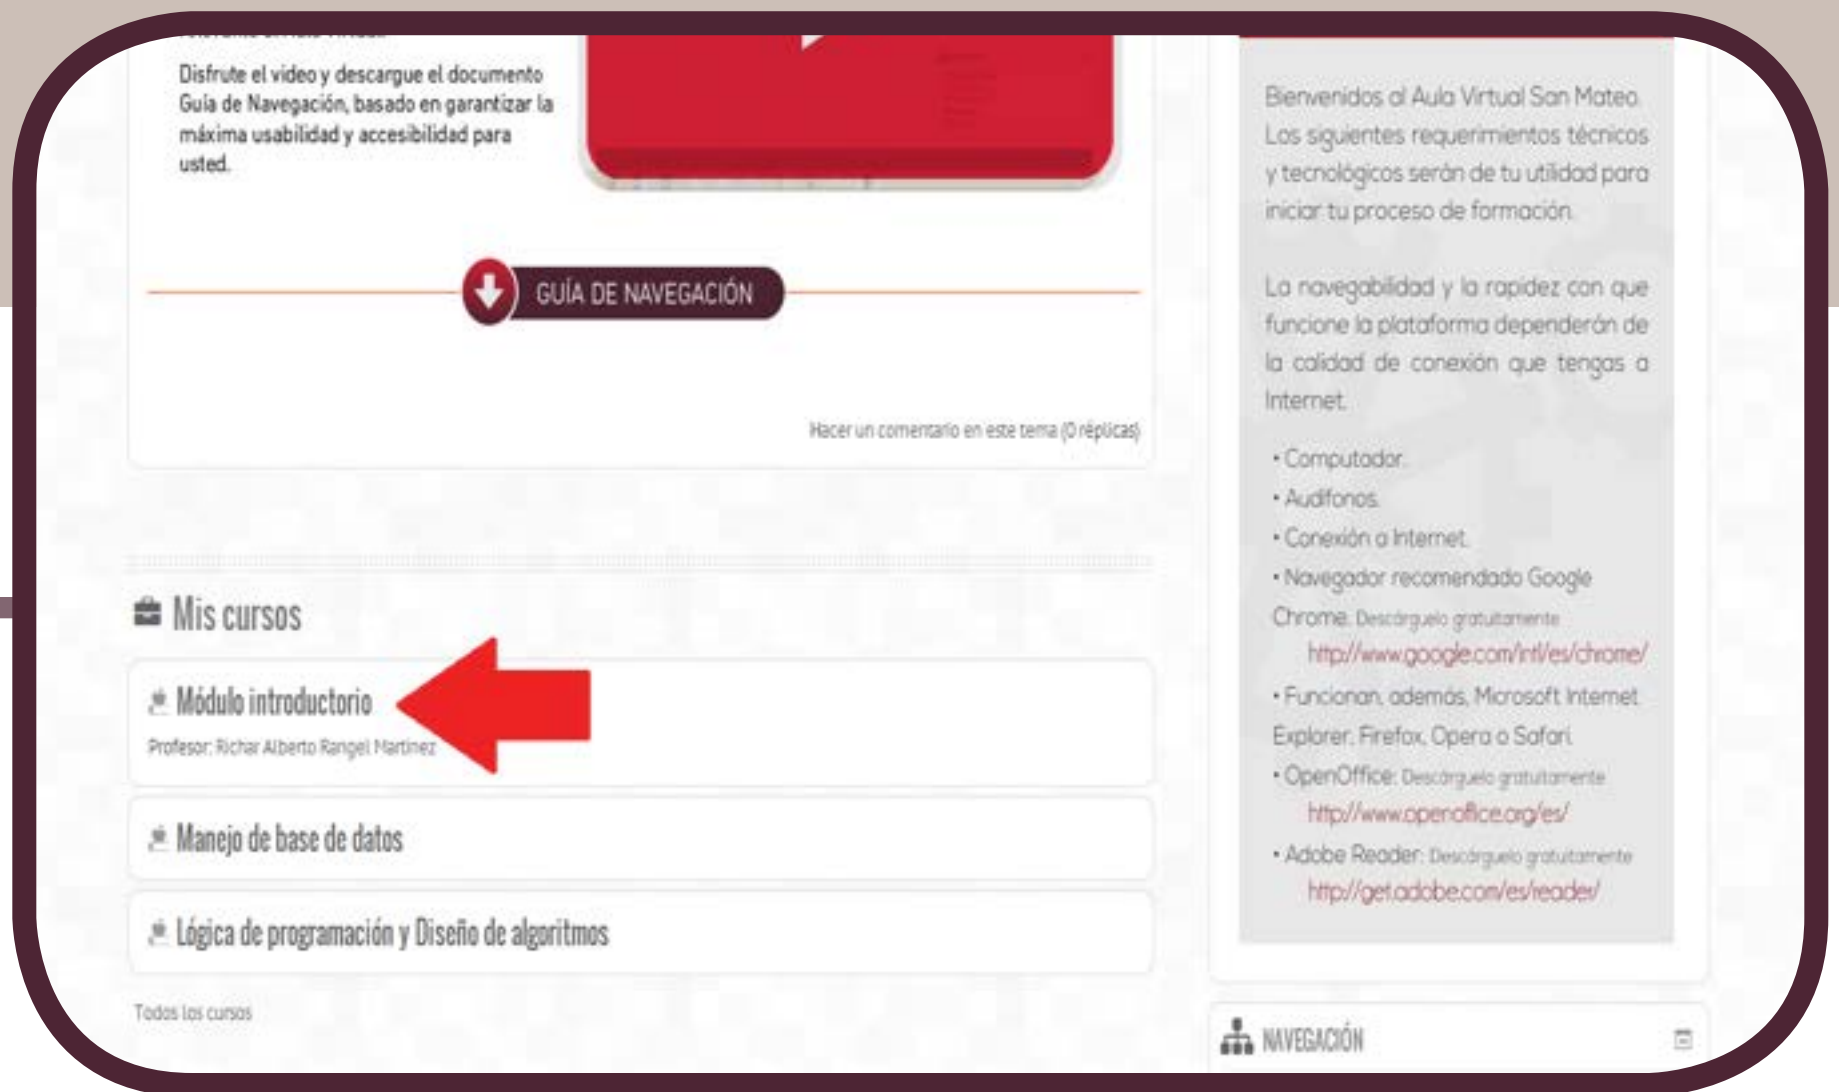 Disfrute el video y descargue el documento
Guía de Navegación, basado en garantizar la
máxima usabilidad y accesibilidad para
usted.
GUÍA DE NAVEGACIÓN
Hacer un comentario en este tema (0 réplicas)
Mis cursos
Módulo introductorio
Profesor: Richar Alberto Rangel Martinez
Manejo de base de datos
Lógica de programación y Diseño de algoritmos
Todos los cursos
Bienvenidos al Aula Virtual San Mateo.
Los siguientes requerimientos técnicos
y tecnológicos serán de tu utilidad para
iniciar tu proceso de formación.
La navegabilidad y la rapidez con que
funcione la plataforma dependerán de
la calidad de conexión que tengas a
Internet.
• Computador.
• Audífonos.
• Conexión a Internet.
• Navegador recomendado Google
Chrome: Descárguelo gratuitamente
http://www.google.com/intl/es/chrome/
• Funcionan, además, Microsoft Internet
Explorer, Firefox, Opera o Safari.
• OpenOffice: Descárguelo gratuitamente
http://www.openoffice.org/es/
• Adobe Reader: Descárguelo gratuitamente
http://get.adobe.com/es/reader/
NAVEGACIÓN